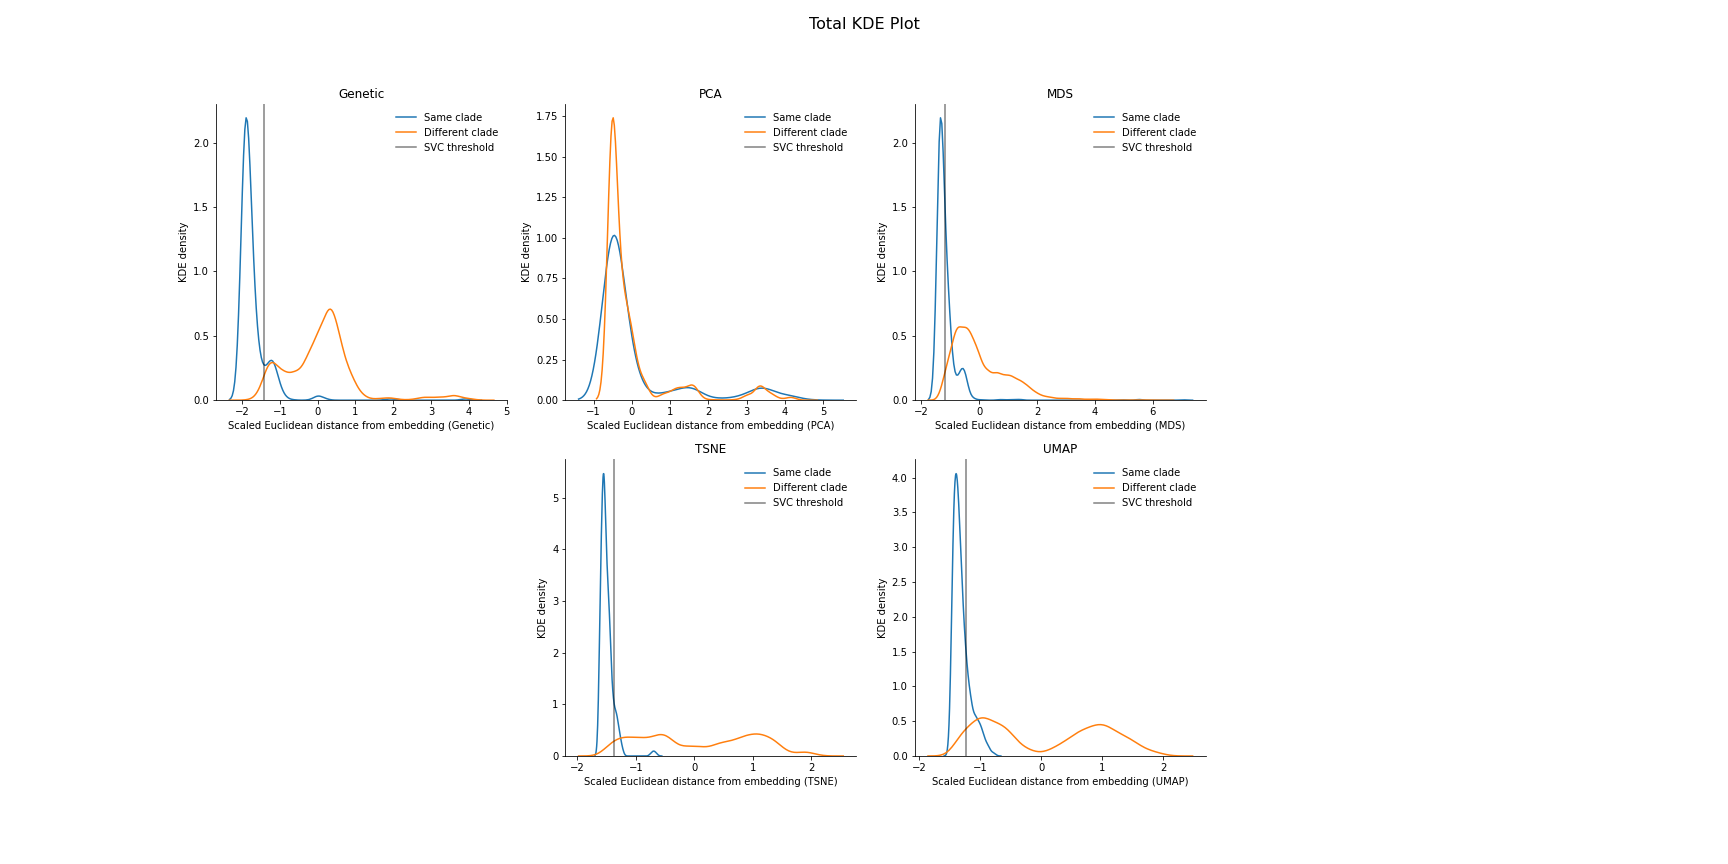 Total KDE Plot
Genetic
Same clade
Different clade
SVC threshold
KDE density
2.0
1.5
1.0
0.5
0.0
−2 −1 0 1 2 3 4 5
Scaled Euclidean distance from embedding (Genetic)
PCA
Same clade
Different clade
SVC threshold
KDE density
1.75
1.50
1.25
1.00
0.75
0.50
0.25
0.00
−1 0 1 2 3 4 5
Scaled Euclidean distance from embedding (PCA)
MDS
Same clade
Different clade
SVC threshold
KDE density
2.0
1.5
1.0
0.5
0.0
−2 0 2 4 6
Scaled Euclidean distance from embedding (MDS)
TSNE
Same clade
Different clade
SVC threshold
KDE density
5
4
3
2
1
0
−2 −1 0 1 2
Scaled Euclidean distance from embedding (TSNE)
UMAP
Same clade
Different clade
SVC threshold
KDE density
4.0
3.5
3.0
2.5
2.0
1.5
1.0
0.5
0.0
−2 −1 0 1 2
Scaled Euclidean distance from embedding (UMAP)